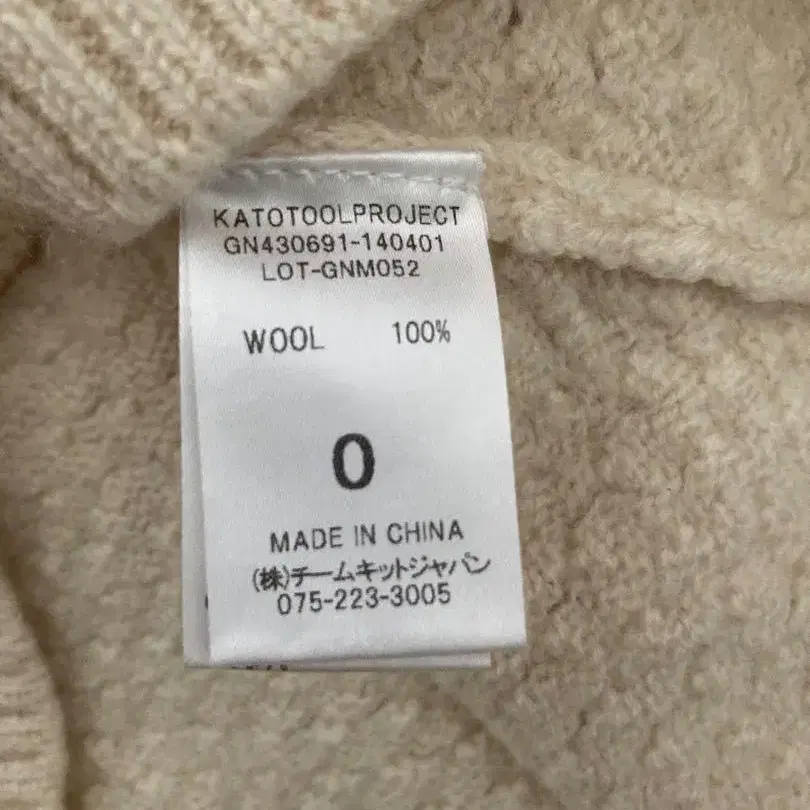 KATOTOOLPROJECT
GN430691-140401
LOT-GNM052
WOOL 100%
0
MADE IN CHINA
(株)チームキットジャパン
075-223-3005